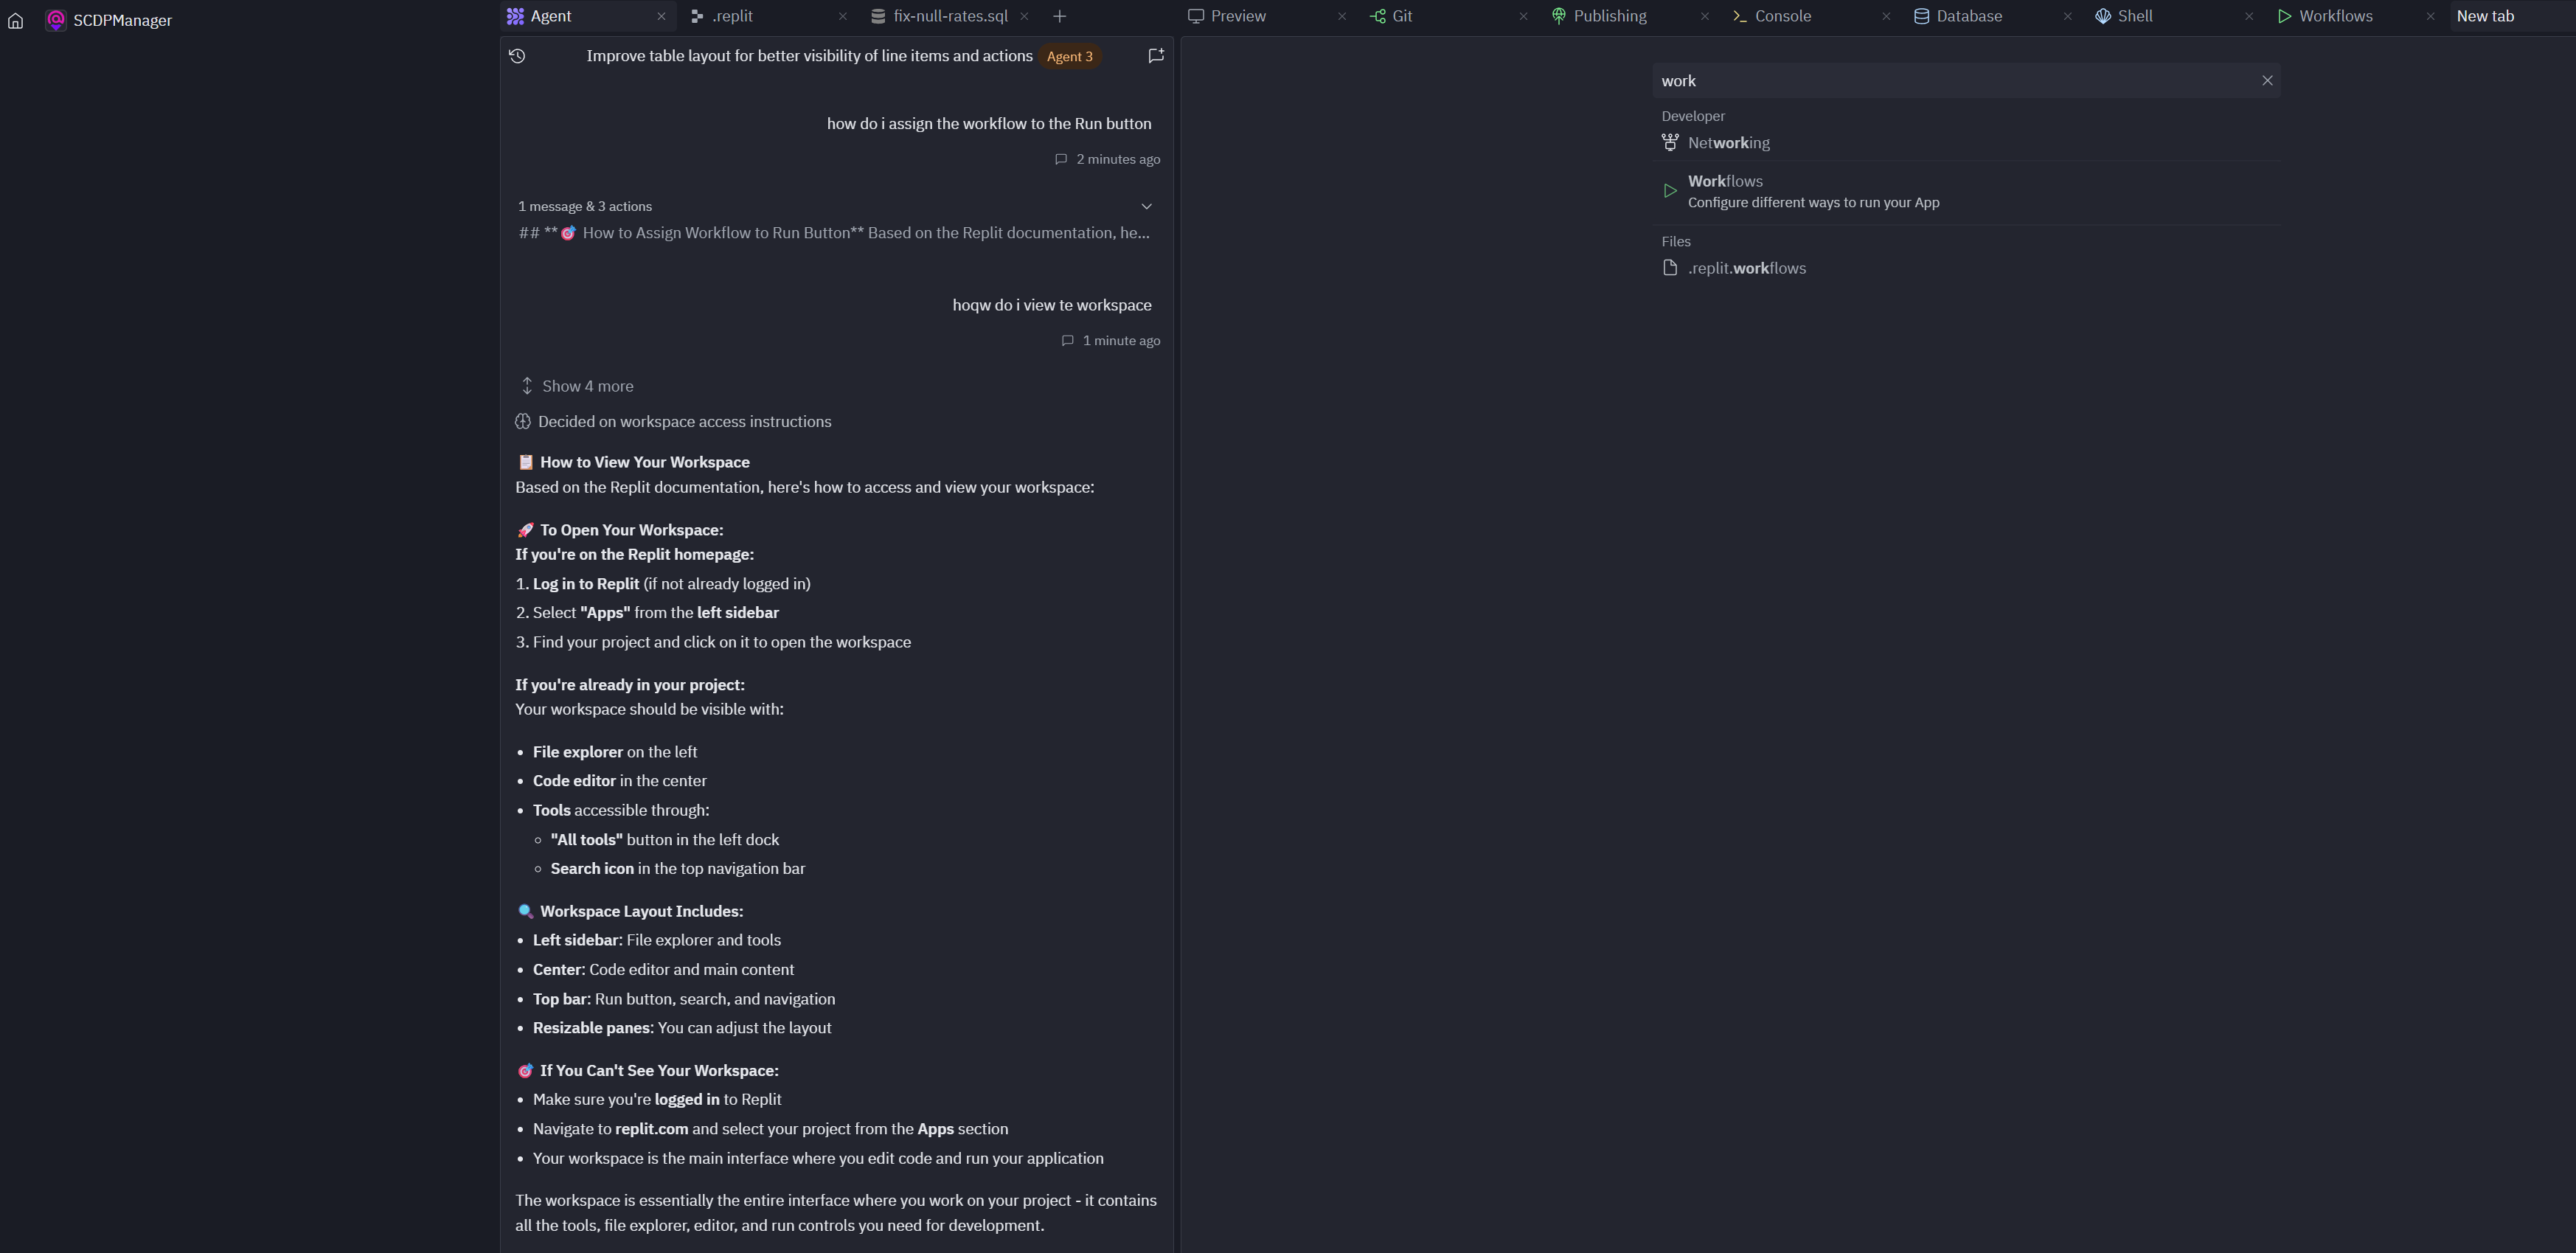 SCDPManager
Agent
.replit
fix-null-rates.sql
Preview
Git
Publishing
Console
Database
Shell
Workflows
New tab
Improve table layout for better visibility of line items and actions Agent 3
how do i assign the workflow to the Run button
2 minutes ago
1 message & 3 actions
## **🎯 How to Assign Workflow to Run Button** Based on the Replit documentation, he...
hoqw do i view te workspace
1 minute ago
Show 4 more
Decided on workspace access instructions
📋 How to View Your Workspace
Based on the Replit documentation, here's how to access and view your workspace:
🚀 To Open Your Workspace:
If you're on the Replit homepage:
1. Log in to Replit (if not already logged in)
2. Select "Apps" from the left sidebar
3. Find your project and click on it to open the workspace
If you're already in your project:
Your workspace should be visible with:
• File explorer on the left
• Code editor in the center
• Tools accessible through:
◦ "All tools" button in the left dock
◦ Search icon in the top navigation bar
🔍 Workspace Layout Includes:
• Left sidebar: File explorer and tools
• Center: Code editor and main content
• Top bar: Run button, search, and navigation
• Resizable panes: You can adjust the layout
🎯 If You Can't See Your Workspace:
• Make sure you're logged in to Replit
• Navigate to replit.com and select your project from the Apps section
• Your workspace is the main interface where you edit code and run your application
The workspace is essentially the entire interface where you work on your project - it contains
all the tools, file explorer, editor, and run controls you need for development.
work
Developer
Networking
Workflows
Configure different ways to run your App
Files
.replit.workflows